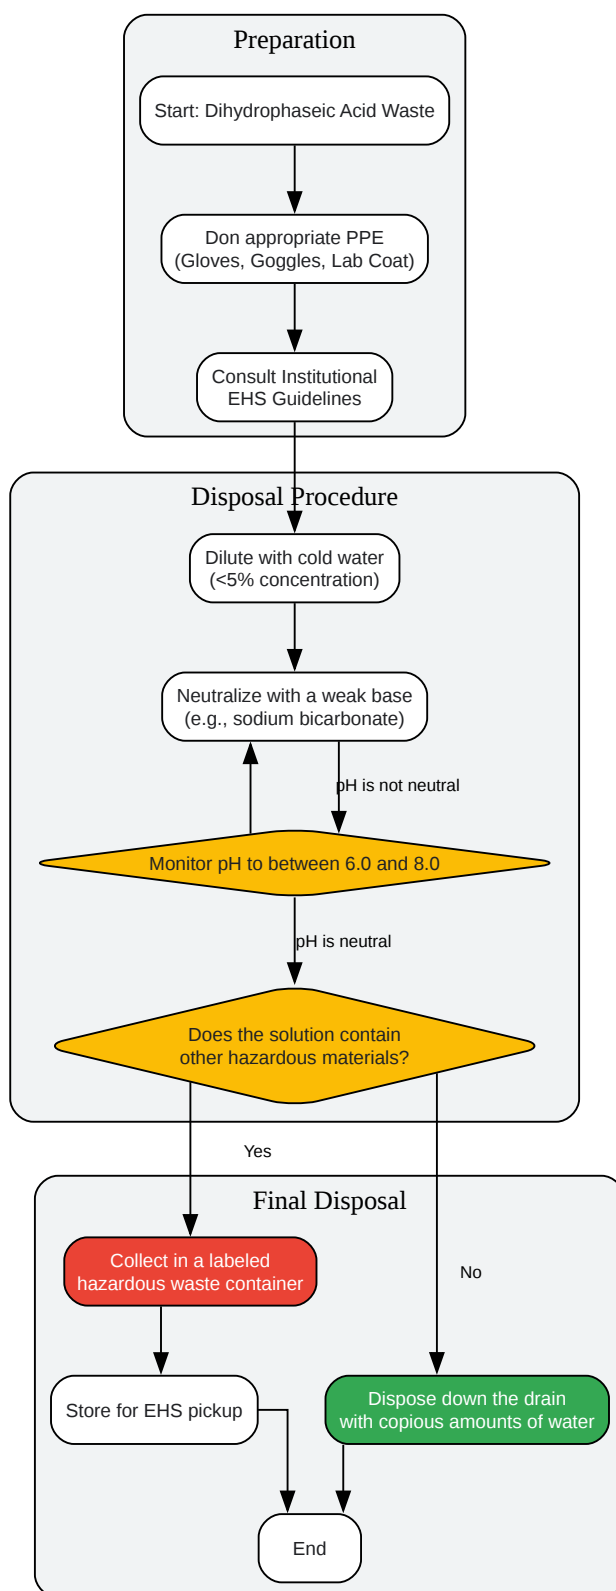 Preparation
Start: Dihydrophaseic Acid Waste
Don appropriate PPE
(Gloves, Goggles, Lab Coat)
Consult Institutional
EHS Guidelines
Disposal Procedure
Dilute with cold water
(<5% concentration)
Neutralize with a weak base
(e.g., sodium bicarbonate)
pH is not neutral
Monitor pH to between 6.0 and 8.0
pH is neutral
Does the solution contain
other hazardous materials?
Yes
Final Disposal
Collect in a labeled
hazardous waste container
No
Store for EHS pickup
Dispose down the drain
with copious amounts of water
End